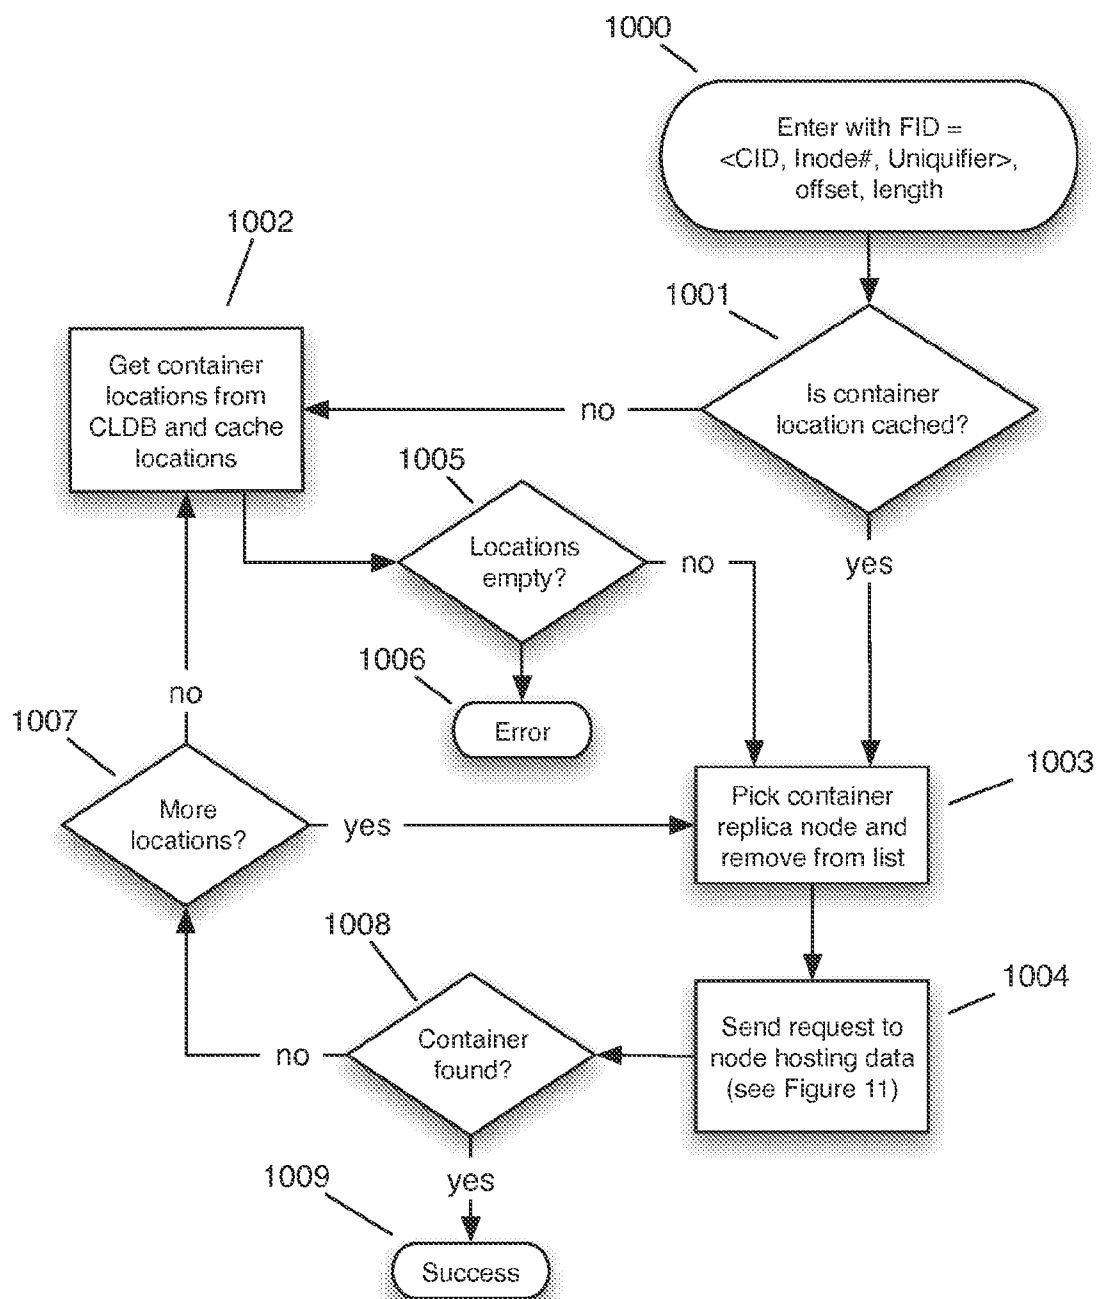 1000
Enter with FID =
<CID, Inode#, Uniquifier>,
offset, length
1002
1001
Get container
locations from
CLDB and cache
locations
no
Is container
location cached?
1005
Locations
empty?
no
yes
1006
Error
no
1007
More
locations?
yes
1003
Pick container
replica node and
remove from list
1008
1004
Container
found?
no
Send request to
node hosting data
(see Figure 11)
yes
1009
Success